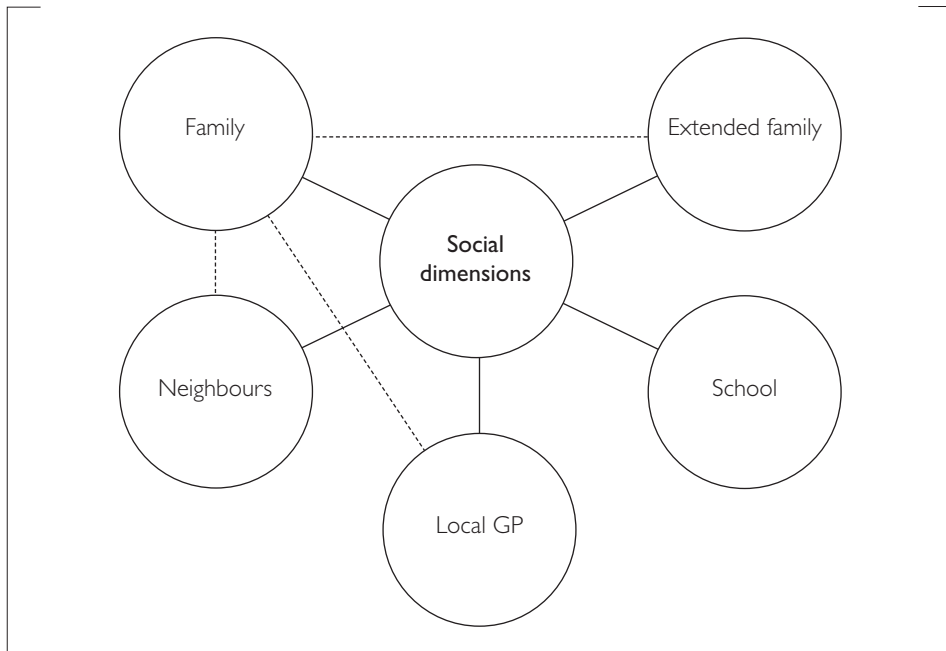 Family
Extended family
Social
dimensions
Neighbours
School
Local GP